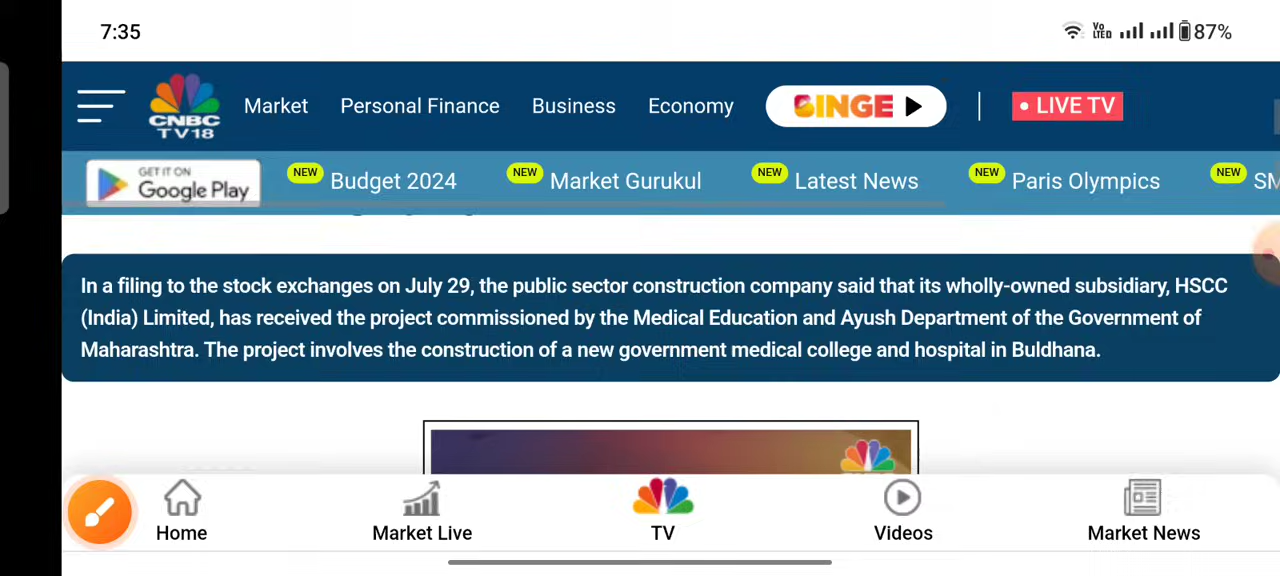 7:35
Vo LTED 87%
CNBC TV18
Market Personal Finance Business Economy BINGE LIVE TV
GET IT ON Google Play NEW Budget 2024 NEW Market Gurukul NEW Latest News NEW Paris Olympics NEW SM
In a filing to the stock exchanges on July 29, the public sector construction company said that its wholly-owned subsidiary, HSCC
(India) Limited, has received the project commissioned by the Medical Education and Ayush Department of the Government of
Maharashtra. The project involves the construction of a new government medical college and hospital in Buldhana.
Home Market Live TV Videos Market News